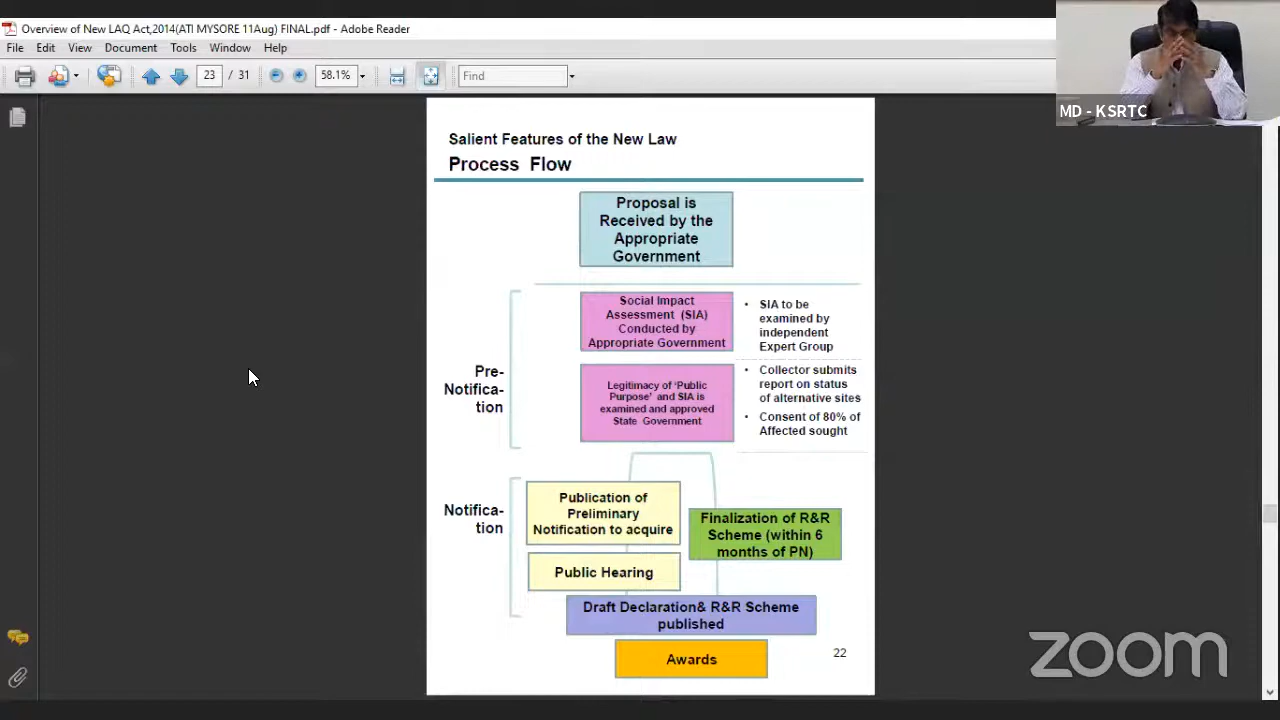 Overview of New LAQ Act,2014(ATI MYSORE 11Aug) FINAL.pdf - Adobe Reader
File Edit View Document Tools Window Help
23 / 31 58.1% Find
MD - KSRTC
Salient Features of the New Law
Process Flow
Proposal is
Received by the
Appropriate
Government
Social Impact
Assessment (SIA)
Conducted by
Appropriate Government
• SIA to be
examined by
independent
Expert Group
Pre-
Notifica-
tion
Legitimacy of 'Public
Purpose' and SIA is
examined and approved
State Government
• Collector submits
report on status
of alternative sites
• Consent of 80% of
Affected sought
Notifica-
tion
Publication of
Preliminary
Notification to acquire
Finalization of R&R
Scheme (within 6
months of PN)
Public Hearing
Draft Declaration& R&R Scheme
published
Awards
22
zoom